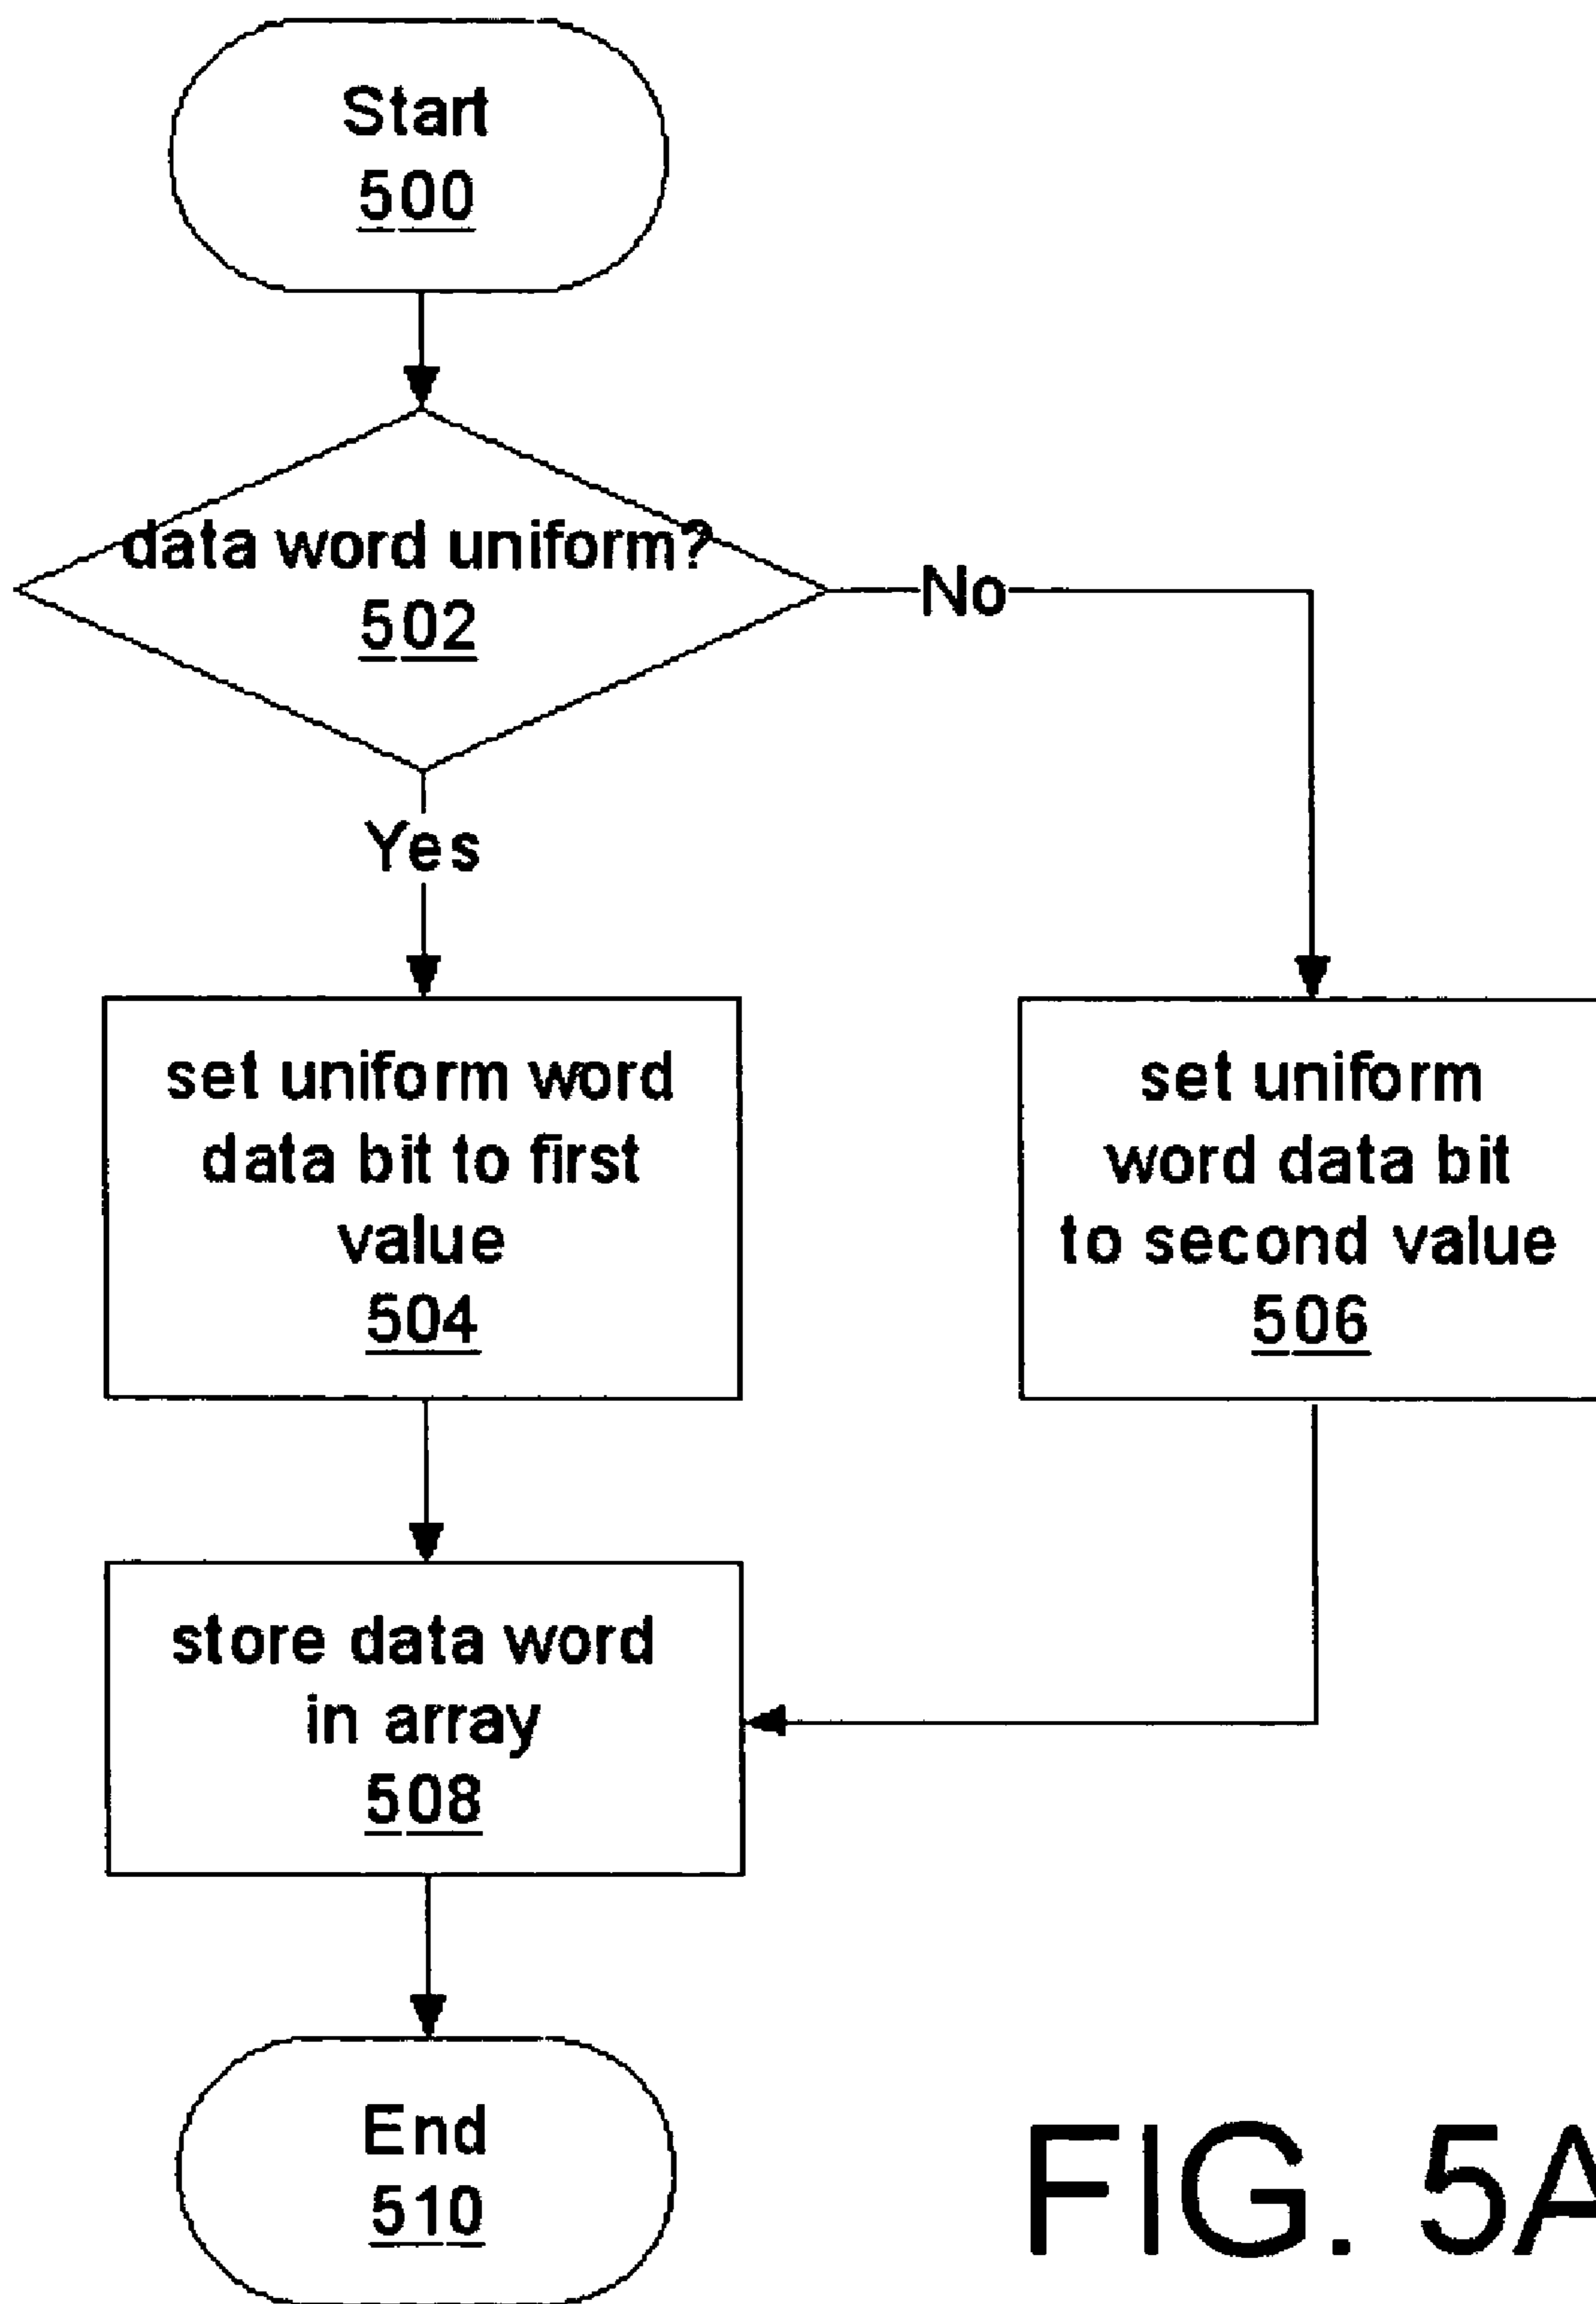 Start
500
data word uniform?
502
No
Yes
set uniform word
data bit to first
value
504
set uniform
word data bit
to second value
506
store data word
in array
508
End
510
FIG. 5A